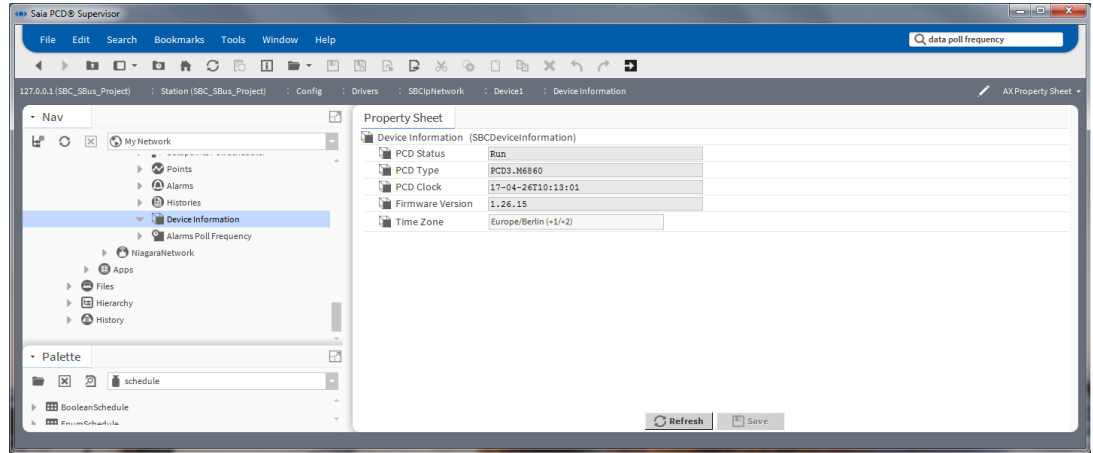 Saia PCD® Supervisor
File Edit Search Bookmarks Tools Window Help
data poll frequency
127.0.0.1 (SBC_SBus_Project) : Station (SBC_SBus_Project) : Config : Drivers : SBCIpNetwork : Device1 : Device Information
AX Property Sheet
Nav
My Network
Points
Alarms
Histories
Device Information
Alarms Poll Frequency
NiagaraNetwork
Apps
Files
Hierarchy
History
Palette
schedule
BooleanSchedule
EnumSchedule
Property Sheet
Device Information (SBCDeviceInformation)
PCD Status Run
PCD Type PCD3.M6860
PCD Clock 17-04-26T10:13:01
Firmware Version 1.26.15
Time Zone Europe/Berlin (+1/+2)
Refresh Save